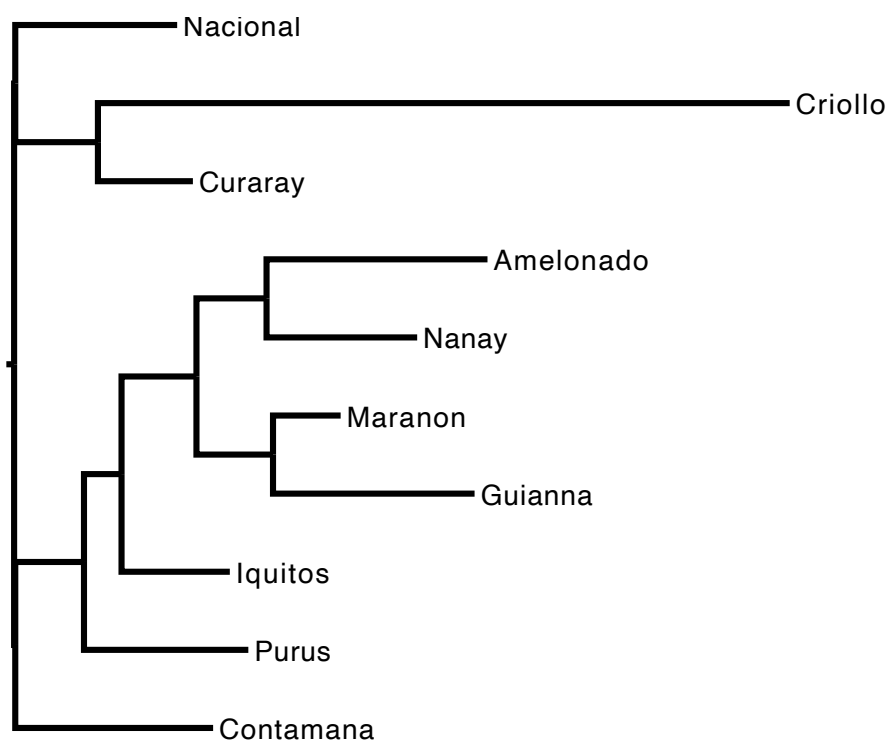 Nacional
Criollo
Curaray
Amelonado
Nanay
Maranon
Guianna
Iquitos
Purus
Contamana